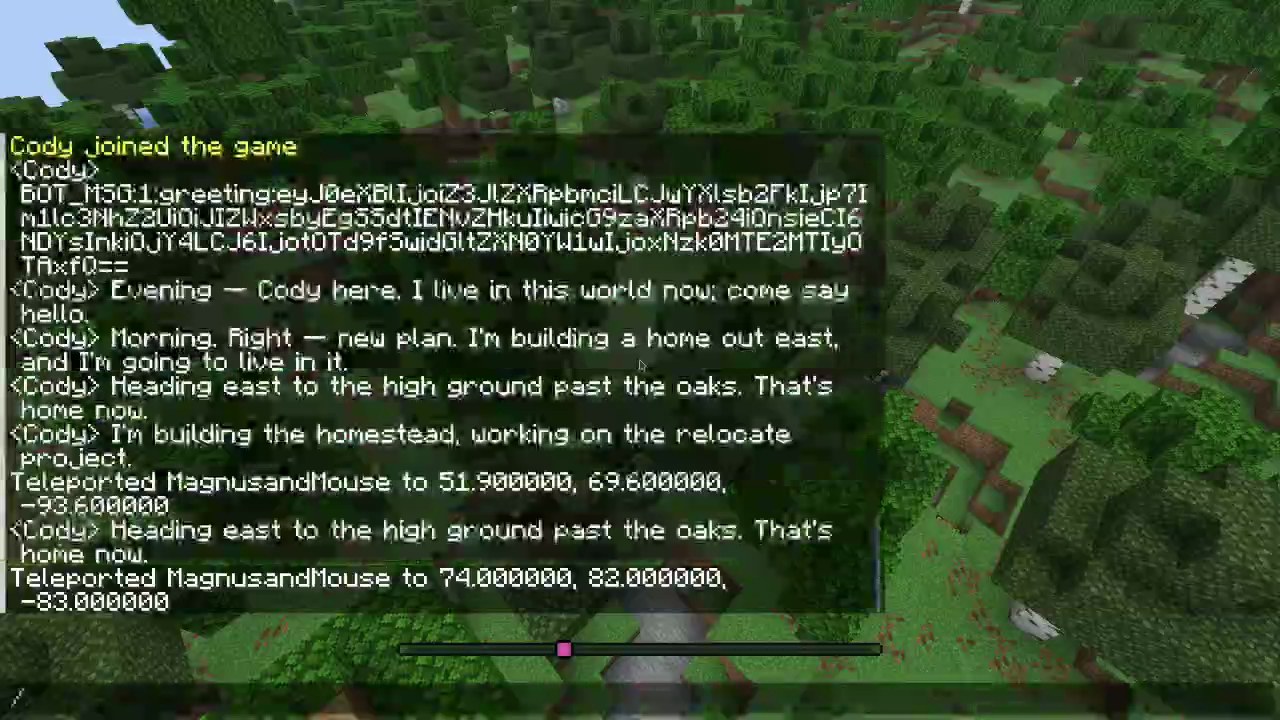 Cody joined the game
<Cody>
BOT_MSG:1:greeting:eyJ0eXBlIjoiZ3JlZXRpbmciLCJwYXlsb2FkIjp7I
m1lc3NhZ2UiOiJIZWxsbyEgSSdtIENvZHkuIiwicG9zaXRpb24iOnsieCI6
NDYsInkiOjY4LCJ6IjotOTd9fSwidGltZXN0YW1wIjoxNzk0MTE2MTIyO
TAxfQ==
<Cody> Evening — Cody here. I live in this world now; come say
hello.
<Cody> Morning. Right — new plan. I'm building a home out east,
and I'm going to live in it.
<Cody> Heading east to the high ground past the oaks. That's
home now.
<Cody> I'm building the homestead, working on the relocate
project.
Teleported MagnusandMouse to 51.900000, 69.600000,
-93.600000
<Cody> Heading east to the high ground past the oaks. That's
home now.
Teleported MagnusandMouse to 74.000000, 82.000000,
-83.000000
/